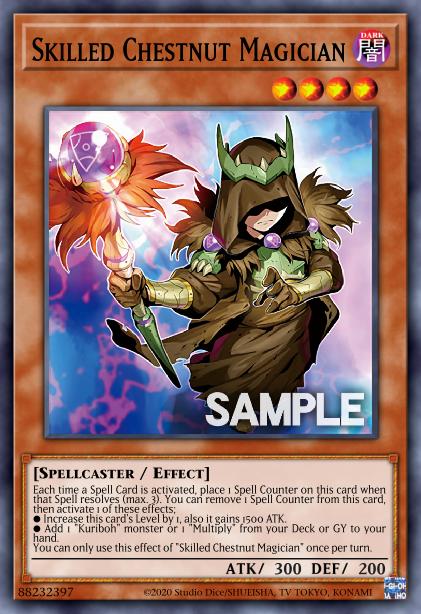 SKILLED CHESTNUT MAGICIAN
DARK
闇
SAMPLE
[SPELLCASTER / EFFECT]
Each time a Spell Card is activated, place 1 Spell Counter on this card when
that Spell resolves (max. 3). You can remove 1 Spell Counter from this card,
then activate 1 of these effects;
● Increase this card's Level by 1, also it gains 1500 ATK.
● Add 1 "Kuriboh" monster or 1 "Multiply" from your Deck or GY to your
hand.
You can only use this effect of "Skilled Chestnut Magician" once per turn.
ATK/ 300 DEF/ 200
88232397
©2020 Studio Dice/SHUEISHA, TV TOKYO, KONAMI